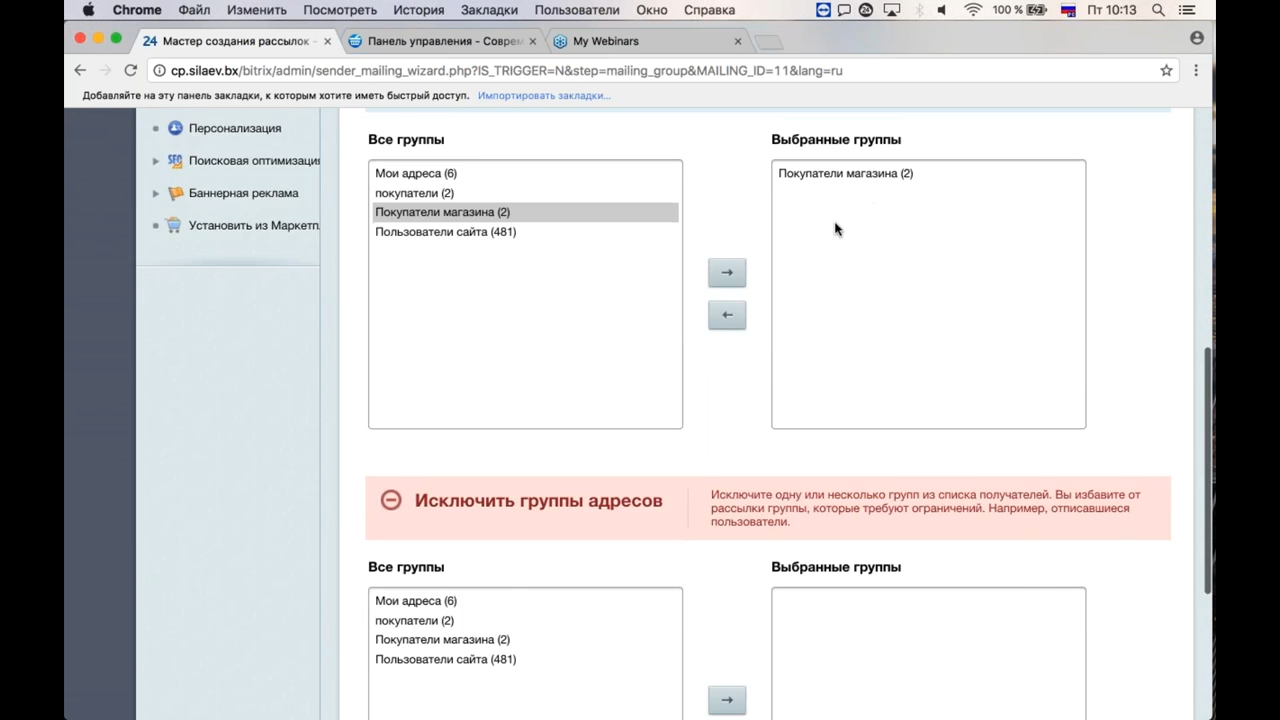 Chrome Файл Изменить Посмотреть История Закладки Пользователи Окно Справка 100 % Пт 10:13
24 Мастер создания рассылок - Панель управления - Соврем My Webinars
cp.silaev.bx/bitrix/admin/sender_mailing_wizard.php?IS_TRIGGER=N&step=mailing_group&MAILING_ID=11&lang=ru
Добавляйте на эту панель закладки, к которым хотите иметь быстрый доступ. Импортировать закладки...
Персонализация
SEO Поисковая оптимизация
Баннерная реклама
Установить из Маркетпл
Все группы
Мои адреса (6)
покупатели (2)
Покупатели магазина (2)
Пользователи сайта (481)
Выбранные группы
Покупатели магазина (2)
→
←
Исключить группы адресов
Исключите одну или несколько групп из списка получателей. Вы избавите от
рассылки группы, которые требуют ограничений. Например, отписавшиеся
пользователи.
Все группы
Мои адреса (6)
покупатели (2)
Покупатели магазина (2)
Пользователи сайта (481)
Выбранные группы
→